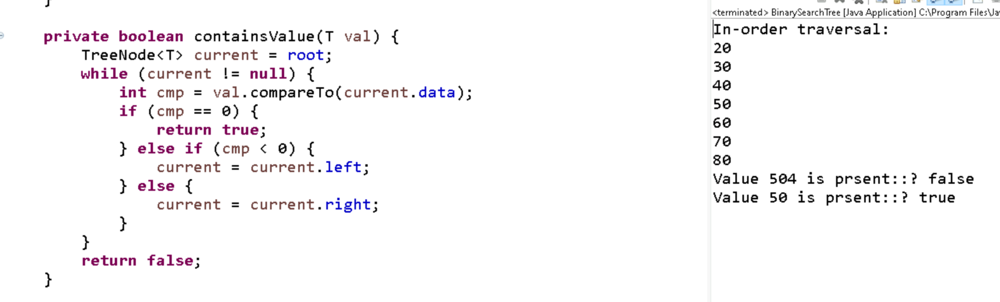 }
private boolean containsValue(T val) {
TreeNode<T> current = root;
while (current != null) {
int cmp = val.compareTo(current.data);
if (cmp == 0) {
return true;
} else if (cmp < 0) {
current = current.left;
} else {
current = current.right;
}
}
return false;
}
<terminated> BinarySearchTree [Java Application] C:\Program Files\Ja
In-order traversal:
20
30
40
50
60
70
80
Value 504 is prsent::? false
Value 50 is prsent::? true